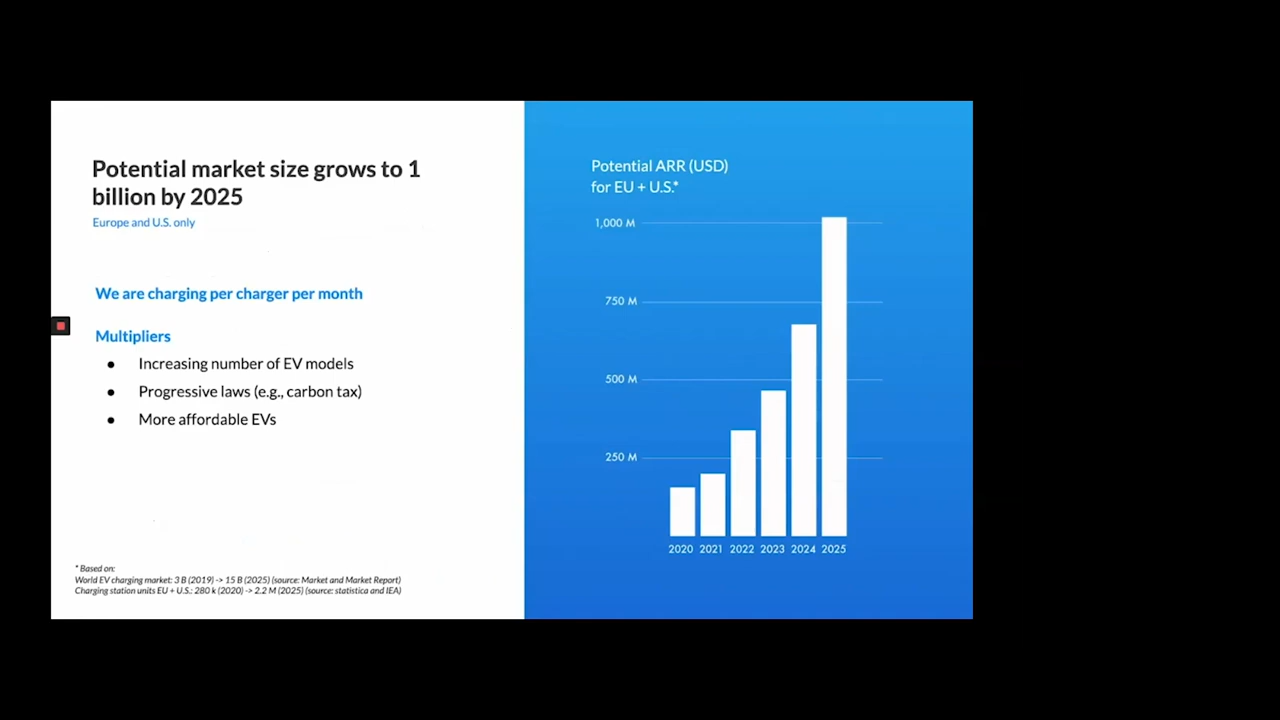 Potential market size grows to 1
billion by 2025
Europe and U.S. only
We are charging per charger per month
Multipliers
● Increasing number of EV models
● Progressive laws (e.g., carbon tax)
● More affordable EVs
* Based on:
World EV charging market: 3 B (2019) -> 15 B (2025) (source: Market and Market Report)
Charging station units EU + U.S.: 280 k (2020) -> 2.2 M (2025) (source: statistica and IEA)
Potential ARR (USD)
for EU + U.S.*
1,000 M
750 M
500 M
250 M
2020 2021 2022 2023 2024 2025